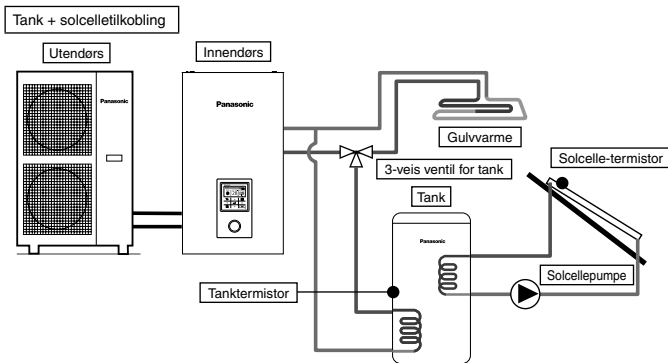 Tank + solcelletilkobling
Utendørs
Innendørs
Panasonic
Panasonic
Gulvvarme
Solcelle-termistor
3-veis ventil for tank
Tank
Panasonic
Solcellepumpe
Tanktermistor